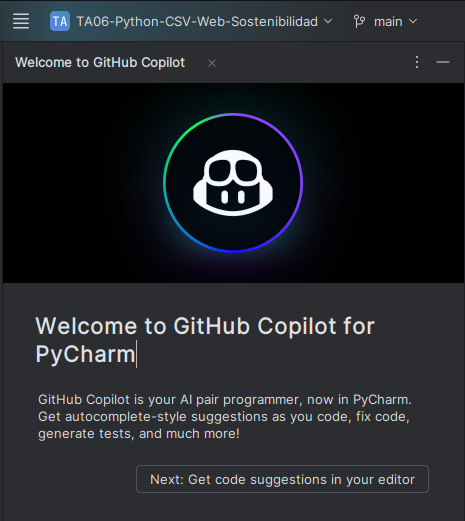 TA TA06-Python-CSV-Web-Sostenibilidad main
Welcome to GitHub Copilot
Welcome to GitHub Copilot for
PyCharm
GitHub Copilot is your AI pair programmer, now in PyCharm.
Get autocomplete-style suggestions as you code, fix code,
generate tests, and much more!
Next: Get code suggestions in your editor